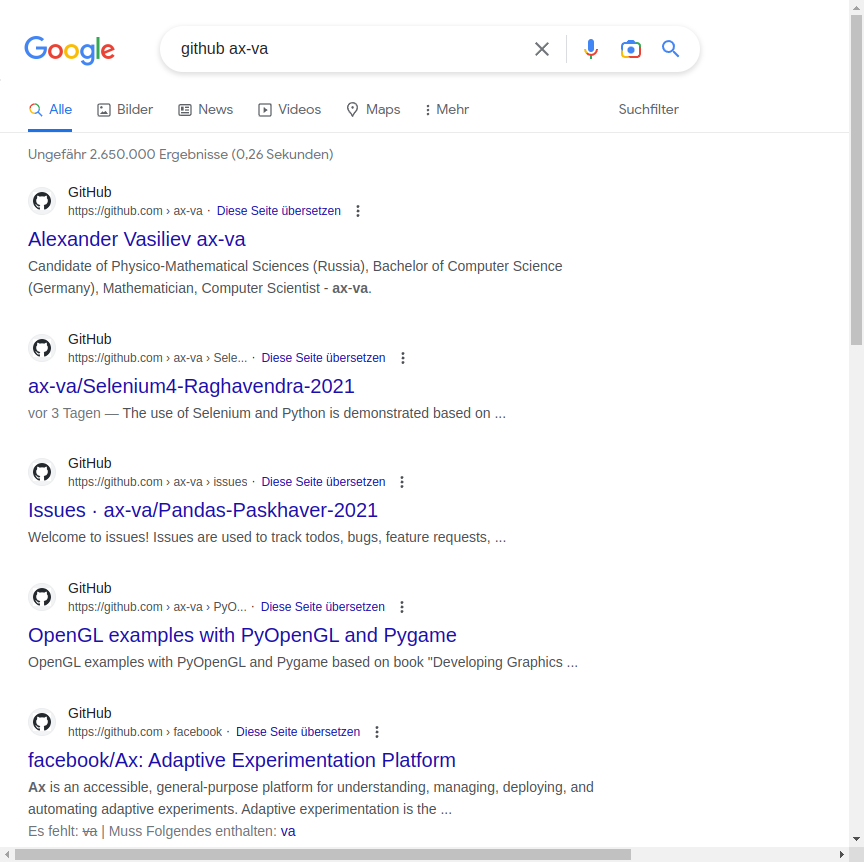 Google
github ax-va
Alle Bilder News Videos Maps Mehr Suchfilter
Ungefähr 2.650.000 Ergebnisse (0,26 Sekunden)
GitHub
https://github.com › ax-va · Diese Seite übersetzen
Alexander Vasiliev ax-va
Candidate of Physico-Mathematical Sciences (Russia), Bachelor of Computer Science
(Germany), Mathematician, Computer Scientist - ax-va.
GitHub
https://github.com › ax-va › Sele... · Diese Seite übersetzen
ax-va/Selenium4-Raghavendra-2021
vor 3 Tagen — The use of Selenium and Python is demonstrated based on ...
GitHub
https://github.com › ax-va › issues · Diese Seite übersetzen
Issues · ax-va/Pandas-Paskhaver-2021
Welcome to issues! Issues are used to track todos, bugs, feature requests, ...
GitHub
https://github.com › ax-va › PyO... · Diese Seite übersetzen
OpenGL examples with PyOpenGL and Pygame
OpenGL examples with PyOpenGL and Pygame based on book "Developing Graphics ...
GitHub
https://github.com › facebook · Diese Seite übersetzen
facebook/Ax: Adaptive Experimentation Platform
Ax is an accessible, general-purpose platform for understanding, managing, deploying, and
automating adaptive experiments. Adaptive experimentation is the ...
Es fehlt: va | Muss Folgendes enthalten: va